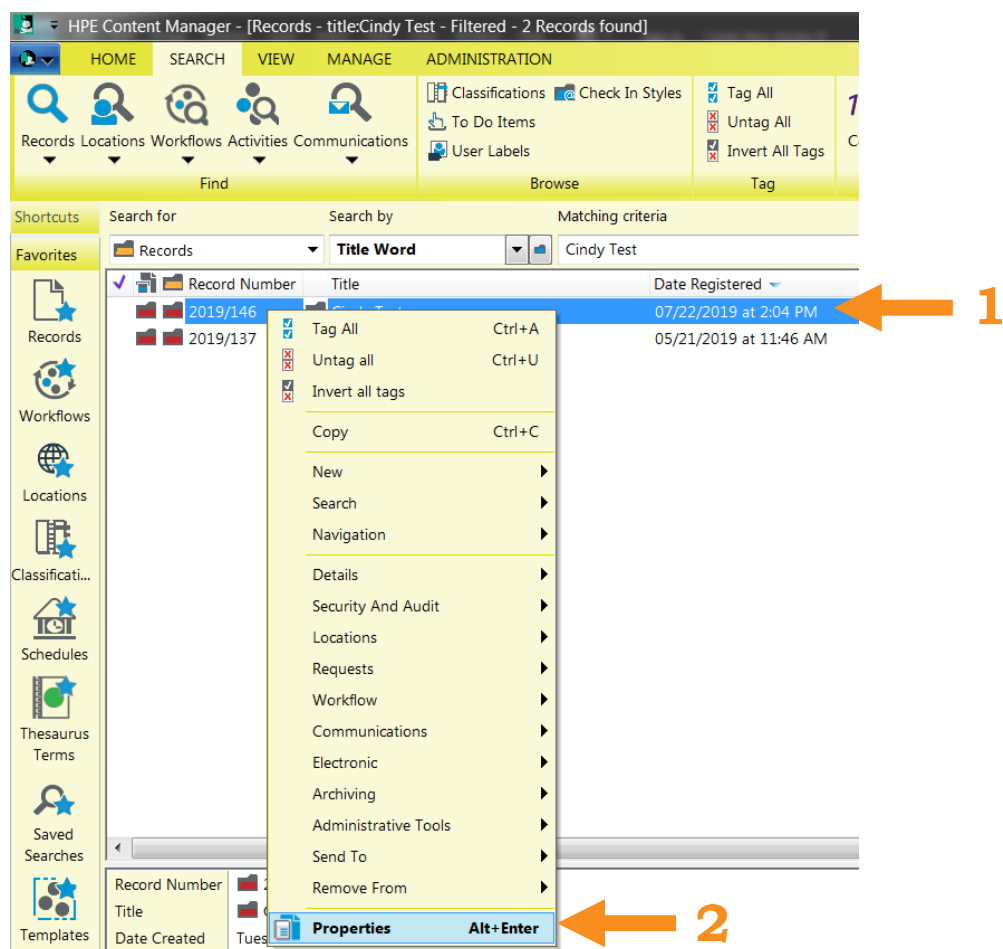 HPE Content Manager - [Records - title:Cindy Test - Filtered - 2 Records found]
HOME SEARCH VIEW MANAGE ADMINISTRATION
Records Locations Workflows Activities Communications
Find
Classifications Check In Styles
To Do Items
User Labels
Browse
Tag All
Untag All
Invert All Tags
Tag
Shortcuts
Search for Search by Matching criteria
Favorites
Records Title Word Cindy Test
Record Number Title Date Registered
2019/146 07/22/2019 at 2:04 PM
1
2019/137 05/21/2019 at 11:46 AM
Records
Workflows
Locations
Classificati...
Schedules
Thesaurus
Terms
Saved
Searches
Templates
Tag All Ctrl+A
Untag all Ctrl+U
Invert all tags
Copy Ctrl+C
New
Search
Navigation
Details
Security And Audit
Locations
Requests
Workflow
Communications
Electronic
Archiving
Administrative Tools
Send To
Remove From
Properties Alt+Enter
2
Record Number
Title
Date Created Tues